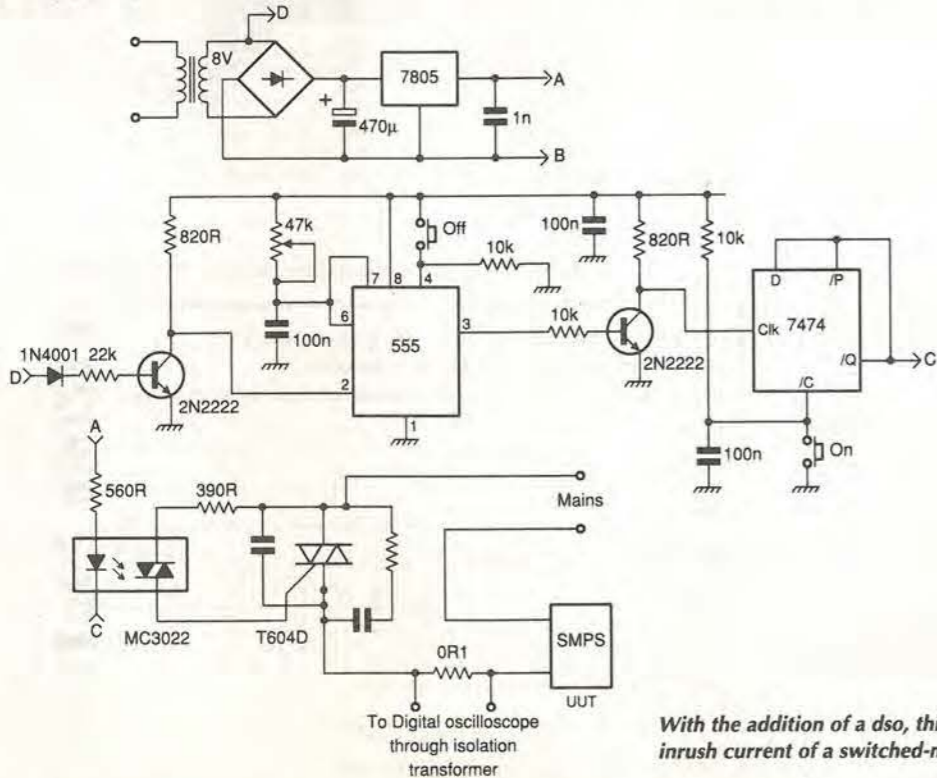 D
8V
7805
A
+
470µ
1n
B
820R
47k
Off
10k
100n
820R
10k
7
8
4
D
/P
6
3
10k
Clk
7474
100n
555
1N4001 22k
D
2
2N2222
/Q
C
2N2222
/C
1
A
100n
On
560R
390R
Mains
C
MC3022
T604D
0R1
SMPS
UUT
To Digital oscilloscope
through isolation
transformer
With the addition of a dso,
inrush current of a switched-